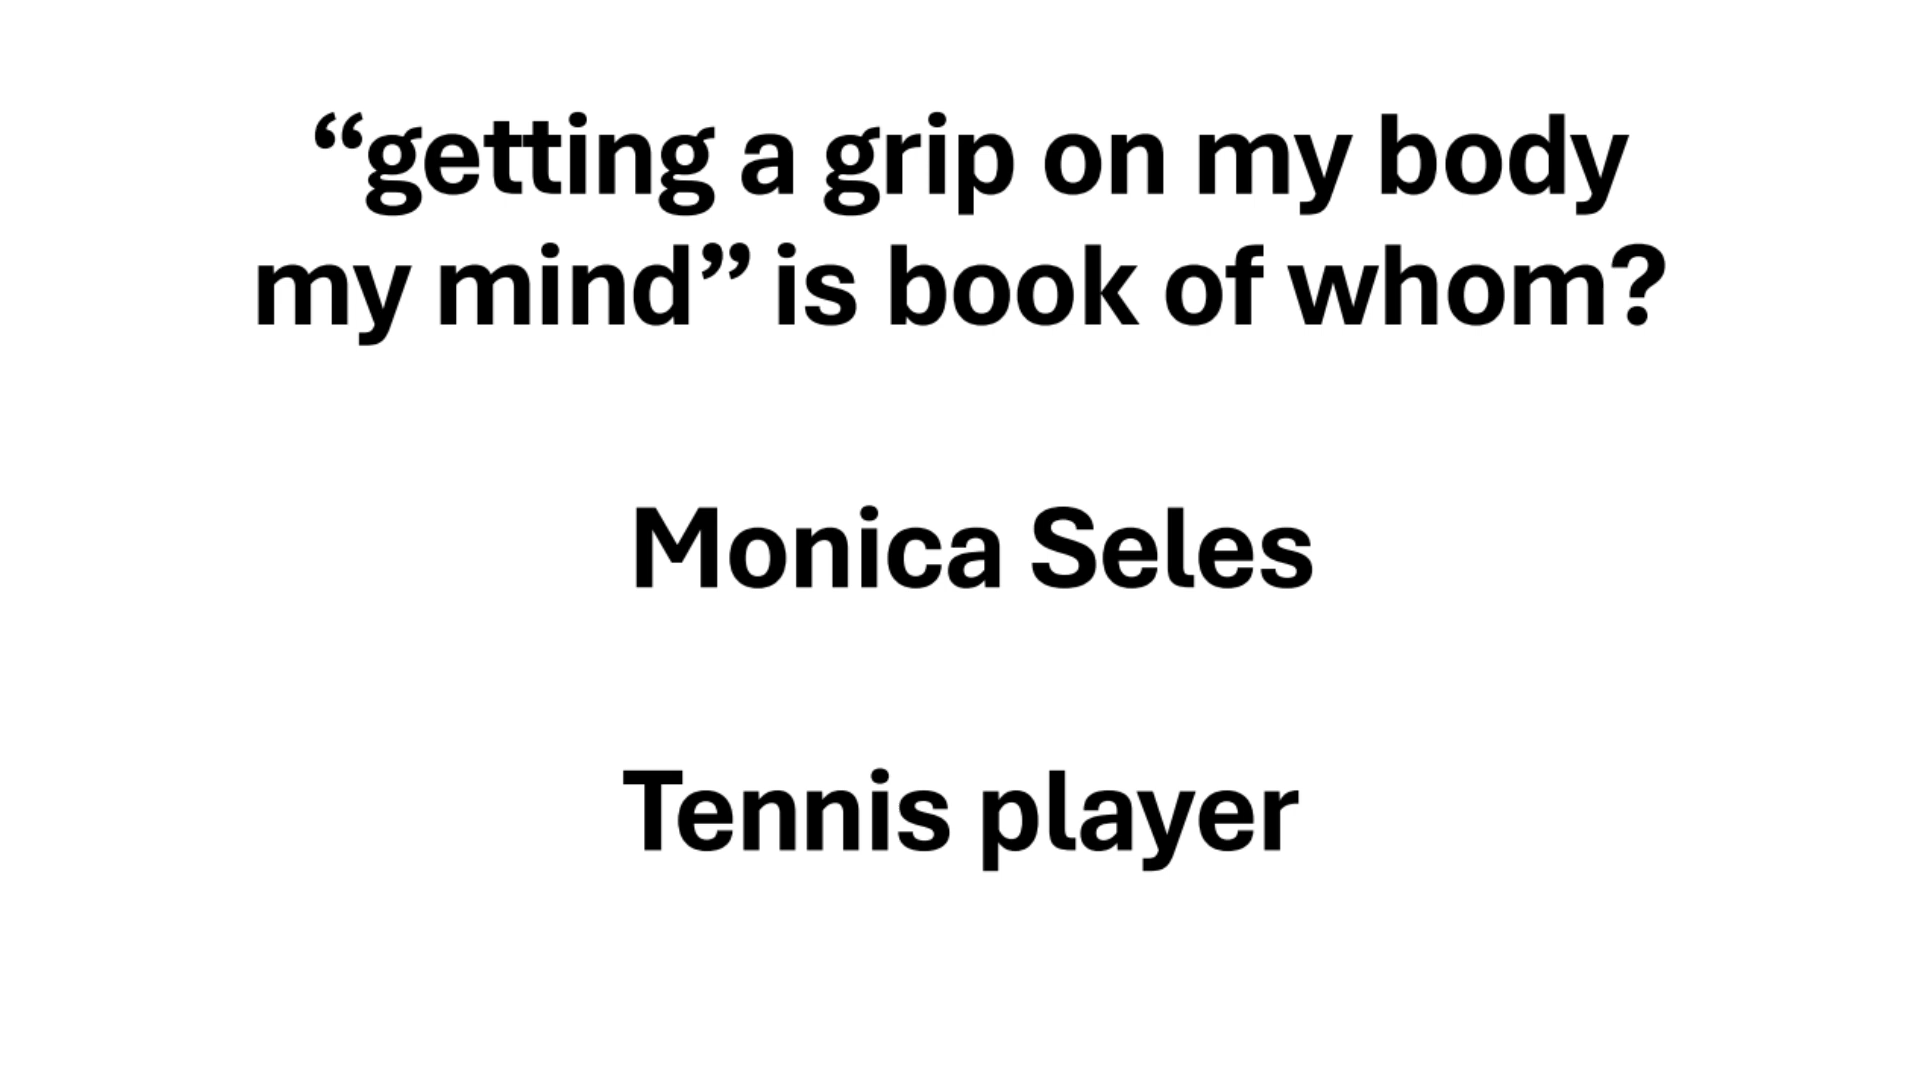 “getting a grip on my body
my mind” is book of whom?
Monica Seles
Tennis player